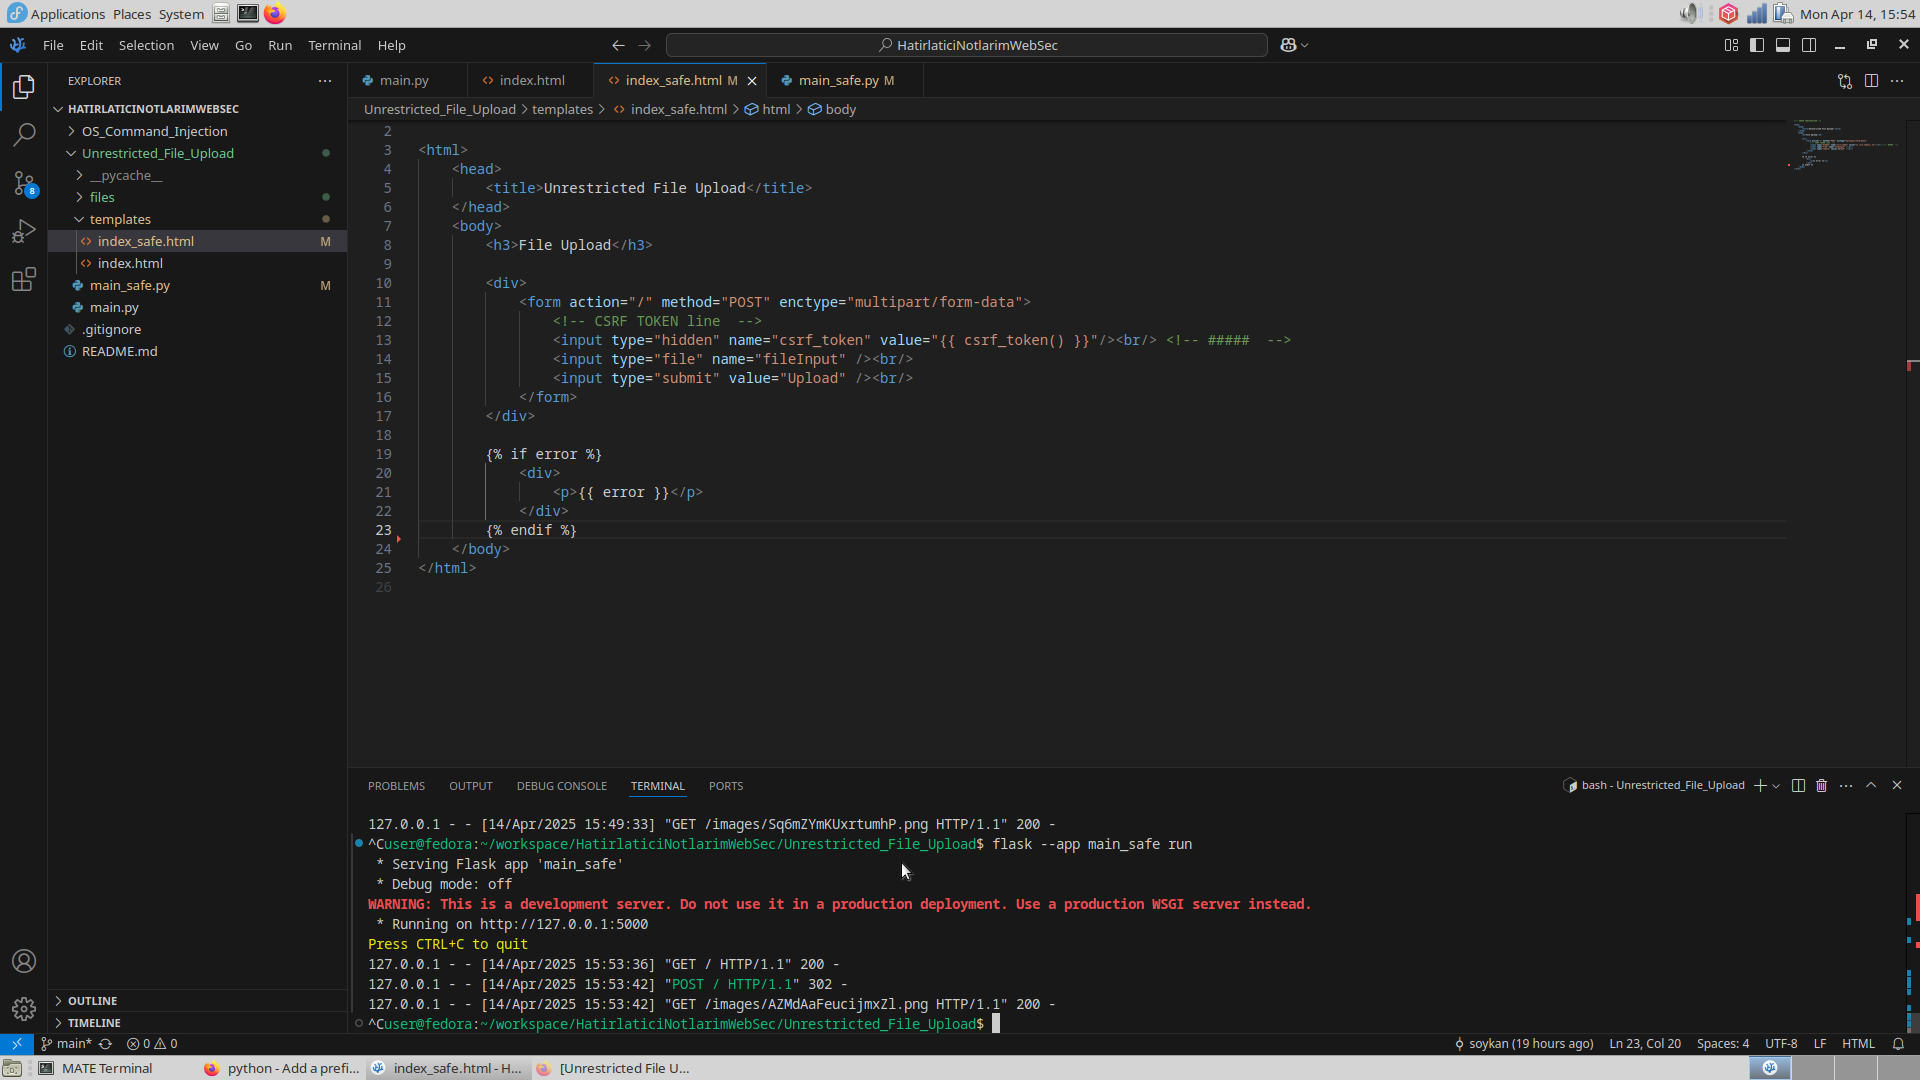 Applications Places System
Mon Apr 14, 15:54
File Edit Selection View Go Run Terminal Help
HatirlaticiNotlarimWebSec
EXPLORER
main.py
index.html
index_safe.html M
main_safe.py M
Unrestricted_File_Upload > templates > index_safe.html > html > body
HATIRLATICINOTLARIMWEBSEC
OS_Command_Injection
Unrestricted_File_Upload
__pycache__
files
templates
index_safe.html M
index.html
main_safe.py M
main.py
.gitignore
README.md
8
OUTLINE
TIMELINE
2
3 <html>
4 <head>
5 <title>Unrestricted File Upload</title>
6 </head>
7 <body>
8 <h3>File Upload</h3>
9
10 <div>
11 <form action="/" method="POST" enctype="multipart/form-data">
12 <!-- CSRF TOKEN line  -->
13 <input type="hidden" name="csrf_token" value="{{ csrf_token() }}"/><br/> <!-- #####  -->
14 <input type="file" name="fileInput" /><br/>
15 <input type="submit" value="Upload" /><br/>
16 </form>
17 </div>
18
19 {% if error %}
20 <div>
21 <p>{{ error }}</p>
22 </div>
23 {% endif %}
24 </body>
25 </html>
26
PROBLEMS OUTPUT DEBUG CONSOLE TERMINAL PORTS
bash - Unrestricted_File_Upload
127.0.0.1 - - [14/Apr/2025 15:49:33] "GET /images/Sq6mZYmKUxrtumhP.png HTTP/1.1" 200 -
^Cuser@fedora:~/workspace/HatirlaticiNotlarimWebSec/Unrestricted_File_Upload$ flask --app main_safe run
* Serving Flask app 'main_safe'
* Debug mode: off
WARNING: This is a development server. Do not use it in a production deployment. Use a production WSGI server instead.
* Running on http://127.0.0.1:5000
Press CTRL+C to quit
127.0.0.1 - - [14/Apr/2025 15:53:36] "GET / HTTP/1.1" 200 -
127.0.0.1 - - [14/Apr/2025 15:53:42] "POST / HTTP/1.1" 302 -
127.0.0.1 - - [14/Apr/2025 15:53:42] "GET /images/AZMdAaFeucijmxZl.png HTTP/1.1" 200 -
^Cuser@fedora:~/workspace/HatirlaticiNotlarimWebSec/Unrestricted_File_Upload$
main* 0 0
soykan (19 hours ago) Ln 23, Col 20 Spaces: 4 UTF-8 LF HTML
MATE Terminal
python - Add a prefi...
index_safe.html - H...
[Unrestricted File U...